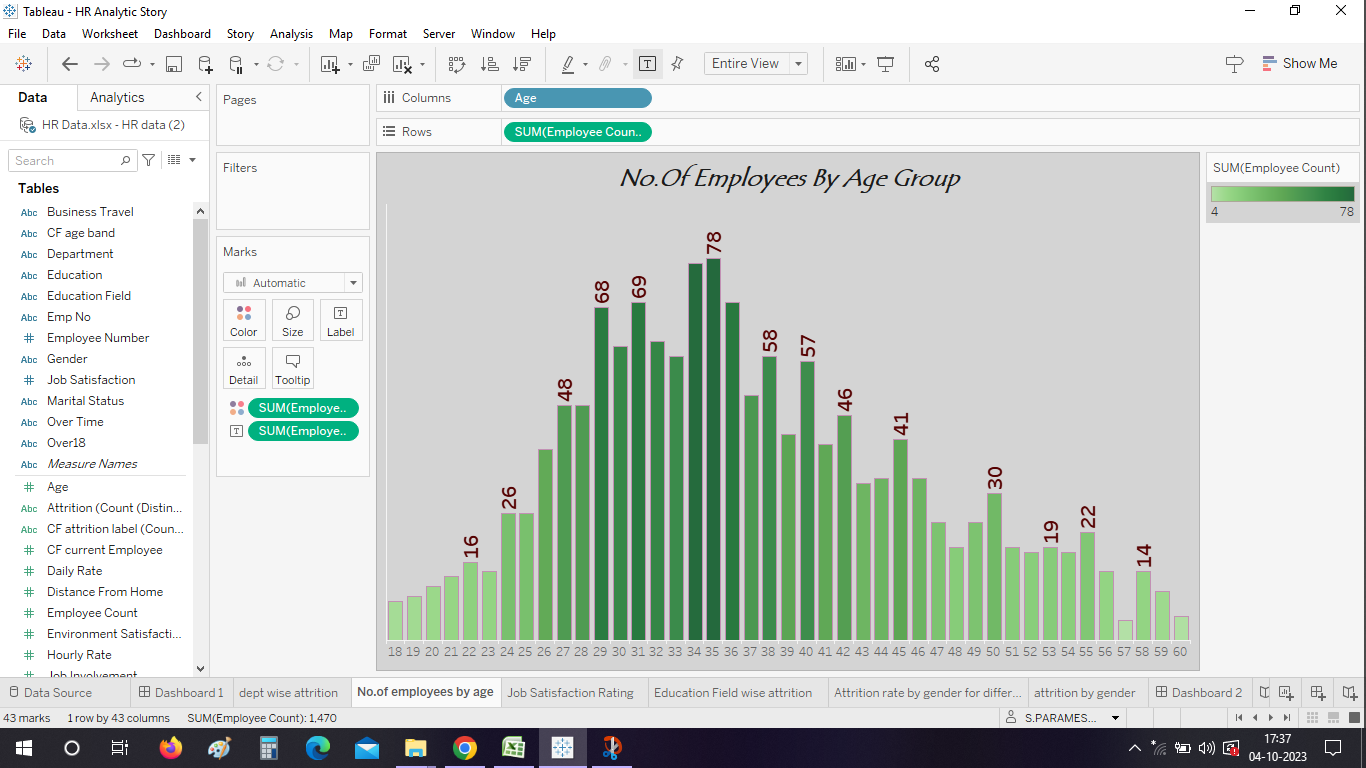 Tableau - HR Analytic Story
File Data Worksheet Dashboard Story Analysis Map Format Server Window Help
Entire View
Show Me
Data Analytics
HR Data.xlsx - HR data (2)
Search
Tables
Abc Business Travel
Abc CF age band
Abc Department
Abc Education
Abc Education Field
Abc Emp No
# Employee Number
Abc Gender
# Job Satisfaction
Abc Marital Status
Abc Over Time
Abc Over18
Abc Measure Names
# Age
Abc Attrition (Count (Distin...
Abc CF attrition label (Coun...
# CF current Employee
# Daily Rate
# Distance From Home
# Employee Count
# Environment Satisfacti...
# Hourly Rate
# Job Involvement
Pages
Filters
Marks
Automatic
Color Size Label
Detail Tooltip
SUM(Employe..
T SUM(Employe..
Columns Age
Rows SUM(Employee Coun..
No.Of Employees By Age Group
16 26 48 68 69 78 58 57 46 41 30 19 22 14
18 19 20 21 22 23 24 25 26 27 28 29 30 31 32 33 34 35 36 37 38 39 40 41 42 43 44 45 46 47 48 49 50 51 52 53 54 55 56 57 58 59 60
SUM(Employee Count)
4 78
Data Source Dashboard 1 dept wise attrition No.of employees by age Job Satisfaction Rating Education Field wise attrition Attrition rate by gender for differ... attrition by gender Dashboard 2
43 marks 1 row by 43 columns SUM(Employee Count): 1,470
S.PARAMES...
17:37
04-10-2023